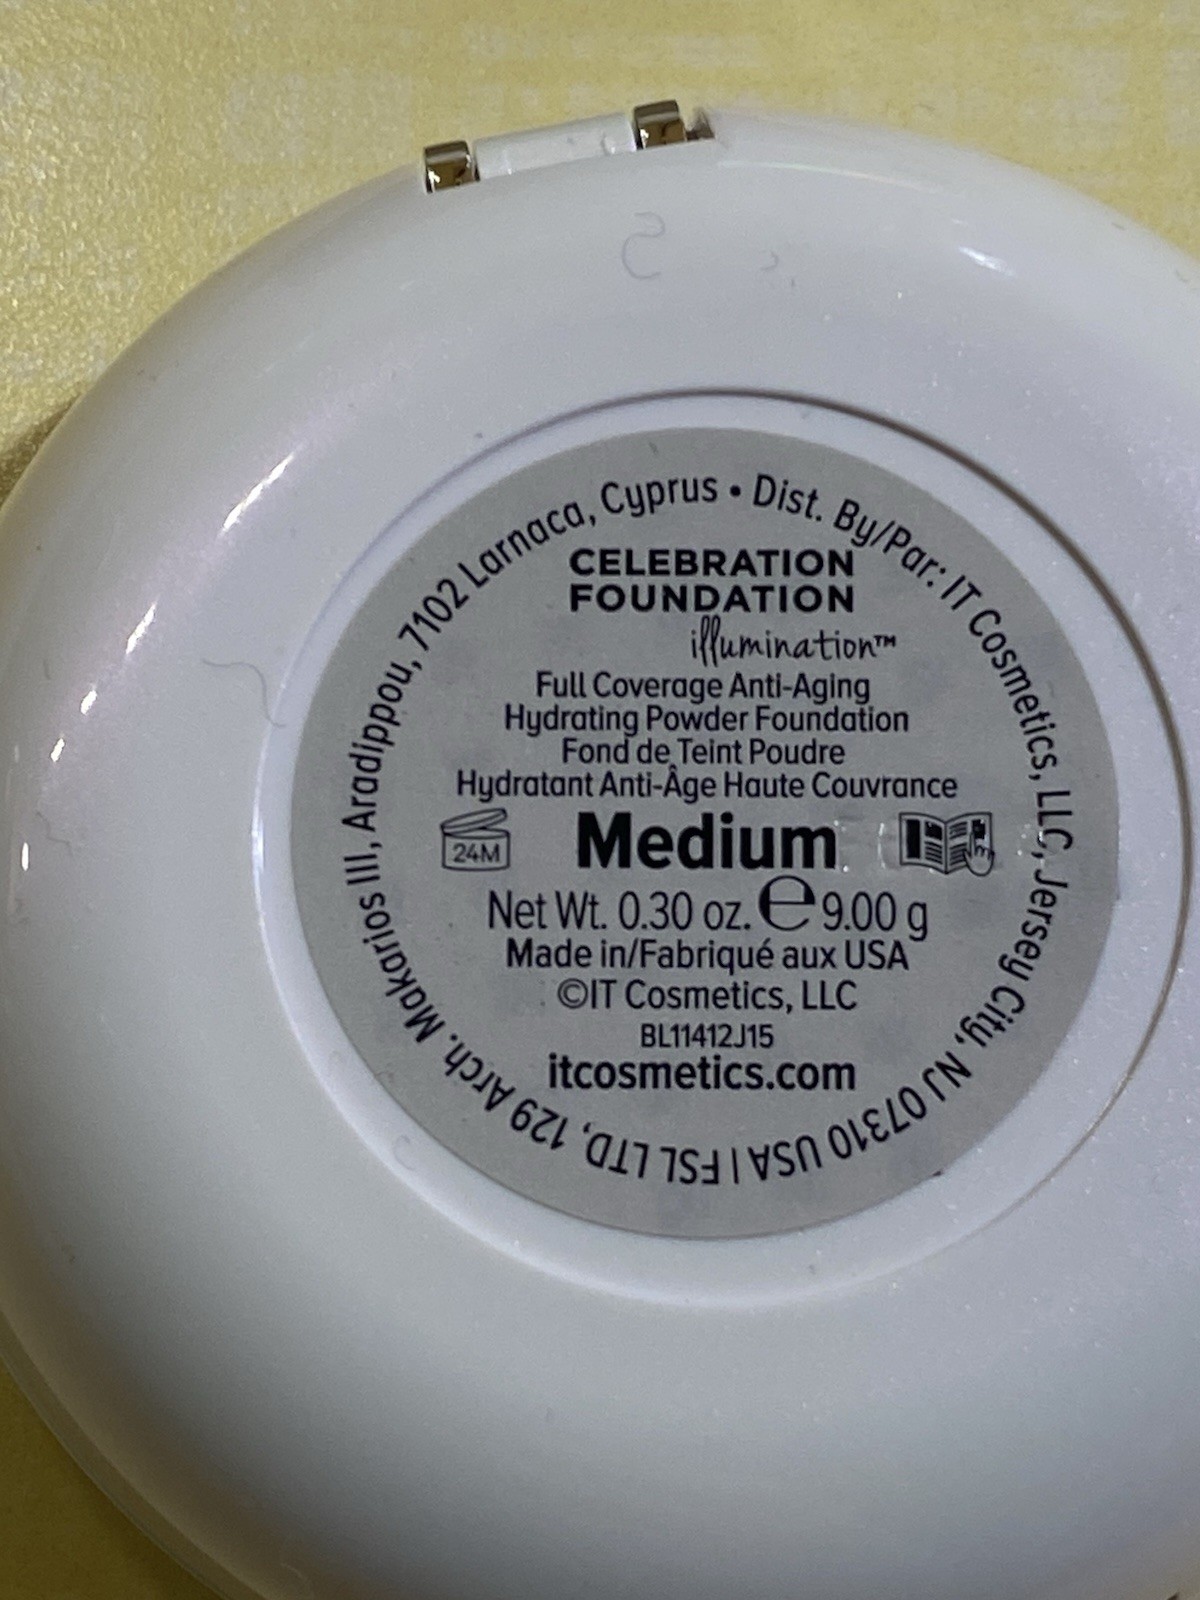 CELEBRATION
FOUNDATION
illumination™
Full Coverage Anti-Aging
Hydrating Powder Foundation
Fond de Teint Poudre
Hydratant Anti-Âge Haute Couvrance
24M
Medium
Net Wt. 0.30 oz. ℮ 9.00 g
Made in/Fabriqué aux USA
©IT Cosmetics, LLC
BL11412J15
itcosmetics.com
Dist. By/Par: IT Cosmetics, LLC, Jersey City, NJ 07310 USA | FSL LTD, 129 Arch. Makarios III, Aradippou, 7102 Larnaca, Cyprus •